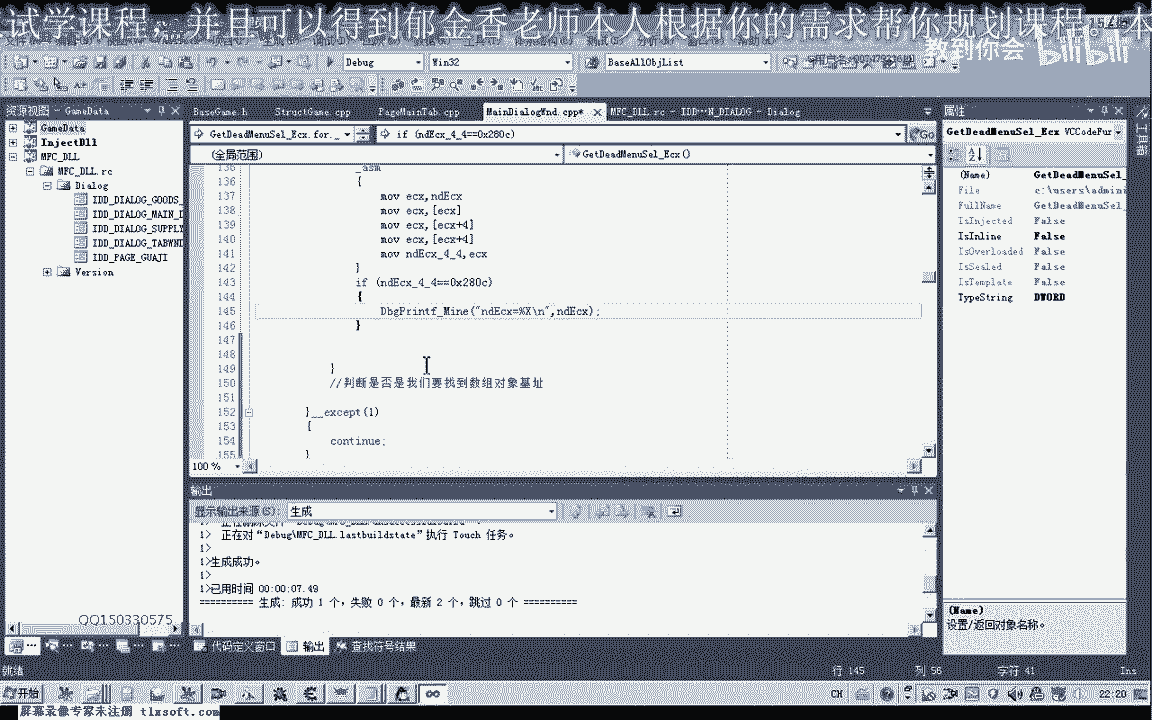 试学课程，并且可以得到郁金香老师本人根据你的需求帮你规划课程。本
教到你会 bilibili
Debug Win32 BaseAllObjList
资源视图 - GameData
BaseGame.h StructGame.cpp PageMainTab.cpp MainDialogWnd.cpp* MFC_DLL.rc - IDD...N_DIALOG - Dialog
属性
GetDeadMenuSel_Ecx.for... if (ndEcx_4_4==0x280c) Go
GetDeadMenuSel_Ecx VCCodeFur
(全局范围) GetDeadMenuSel_Ecx()
GameData
InjectDll
MFC_DLL
MFC_DLL.rc
Dialog
IDD_DIALOG_GOODS_
IDD_DIALOG_MAIN_D
IDD_DIALOG_SUPPLY
IDD_DIALOG_TABWND
IDD_PAGE_GUAJI
Version
135 _asm
136 {
137 mov ecx,ndEcx
138 mov ecx,[ecx]
139 mov ecx,[ecx+4]
140 mov ecx,[ecx+4]
141 mov ndEcx_4_4,ecx
142 }
143 if (ndEcx_4_4==0x280c)
144 {
145 DbgPrintf_Mine("ndEcx=%X\n",ndEcx);
146 }
147
148
149 }
150 //判断是否是我们要找到数组对象基址
151
152 }__except(1)
153 {
154 continue;
155 }
100 %
(Name) GetDeadMenuSel_
File c:\users\admini
FullName GetDeadMenuSel_
IsInjected False
IsInline False
IsOverloaded False
IsSealed False
IsTemplate False
TypeString DWORD
(Name)
设置/返回对象名称。
输出
显示输出来源(S): 生成
1> 正在对“Debug\MFC_DLL.lastbuildstate”执行 Touch 任务。
1>
1>生成成功。
1>
1>已用时间 00:00:07.49
========== 生成: 成功 1 个，失败 0 个，最新 2 个，跳过 0 个 ==========
QQ150330575
代码定义窗口 输出 查找符号结果
就绪 行 145 列 56 字符 41 Ins
开始 CH 22:20
屏幕录像专家未注册 tlxsoft.com